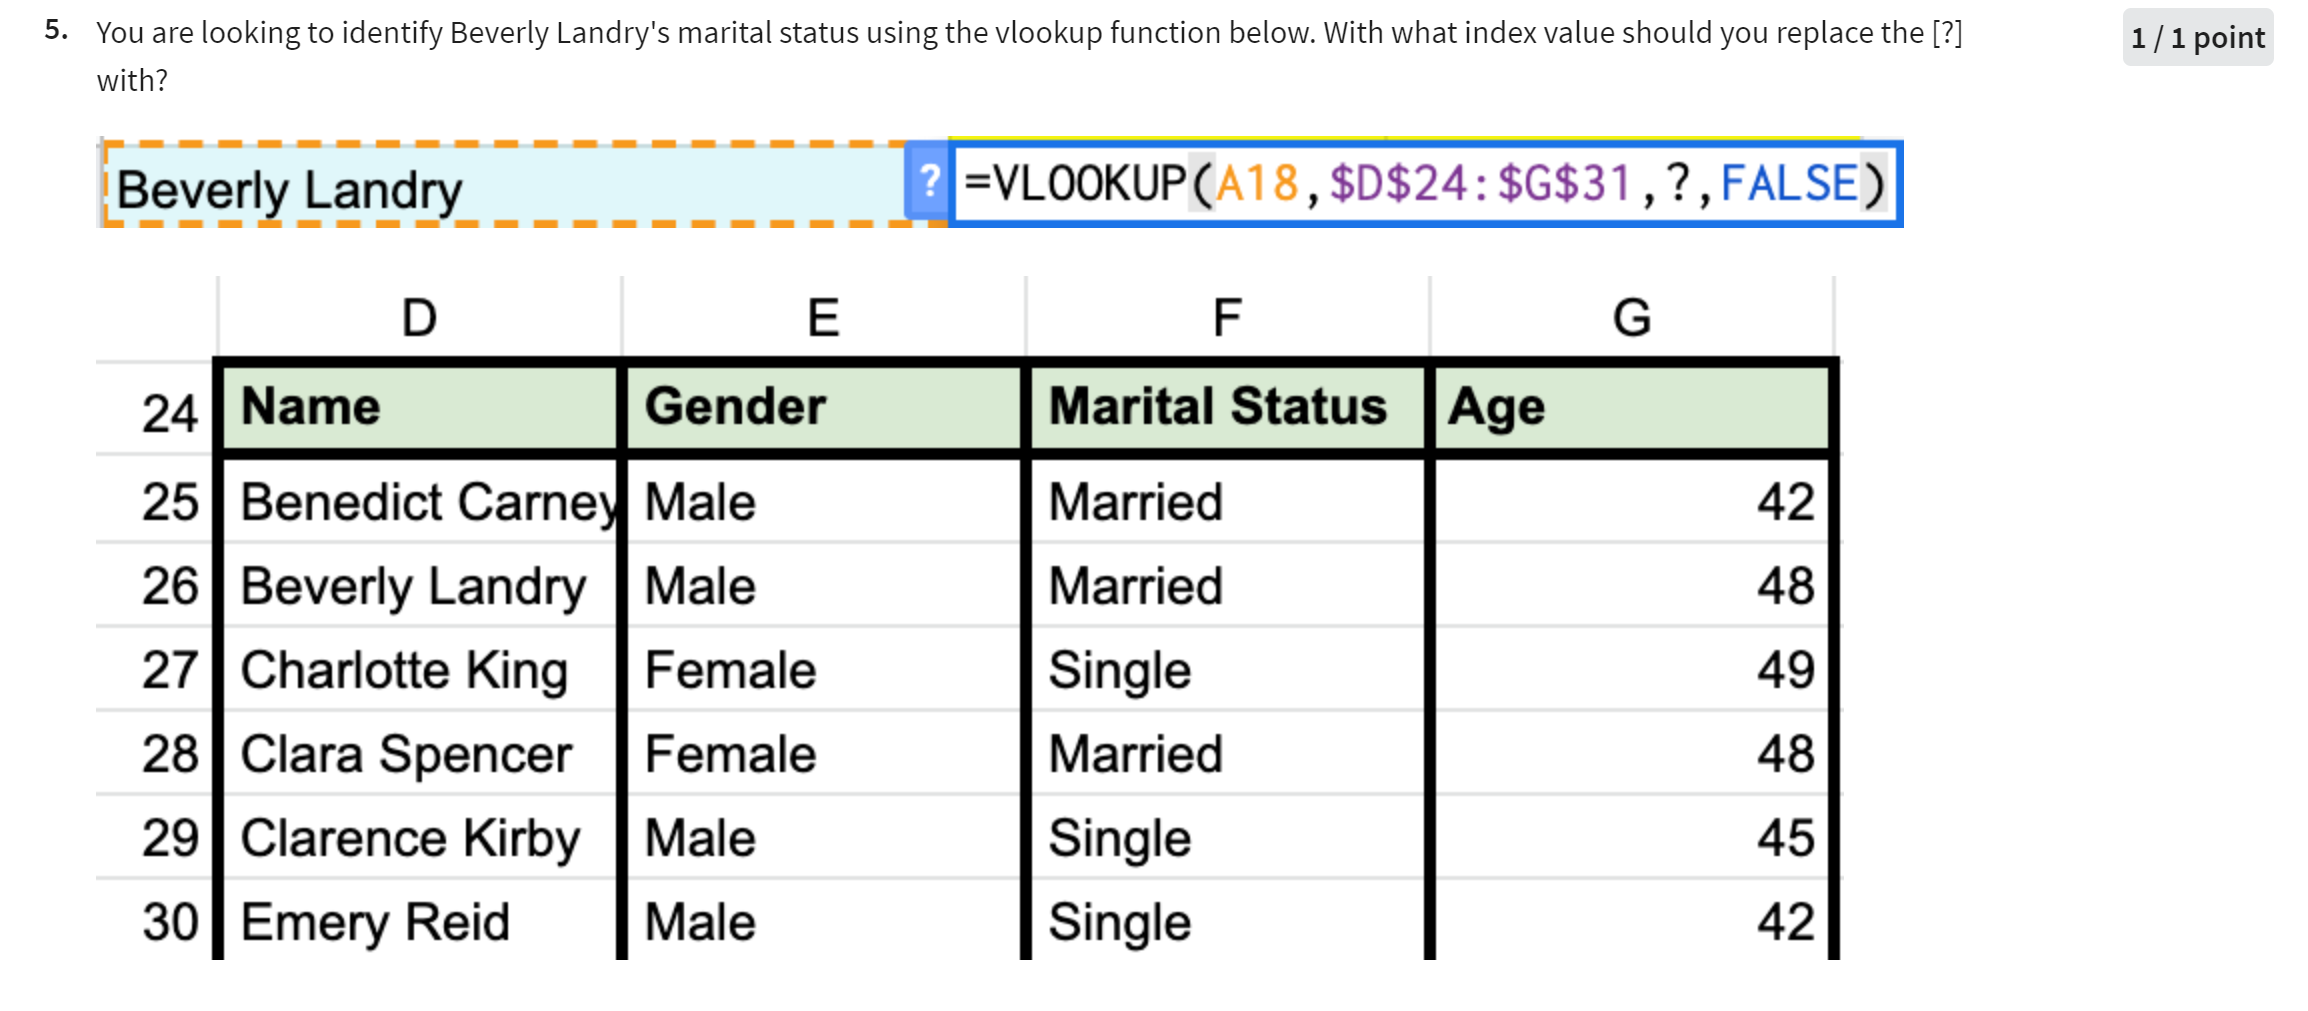 5. You are looking to identify Beverly Landry's marital status using the vlookup function below. With what index value should you replace the [?] 1 / 1 point
with?
Beverly Landry ? =VLOOKUP(A18,$D$24:$G$31,?,FALSE)
D E F G
24 Name Gender Marital Status Age
25 Benedict Carney Male Married 42
26 Beverly Landry Male Married 48
27 Charlotte King Female Single 49
28 Clara Spencer Female Married 48
29 Clarence Kirby Male Single 45
30 Emery Reid Male Single 42